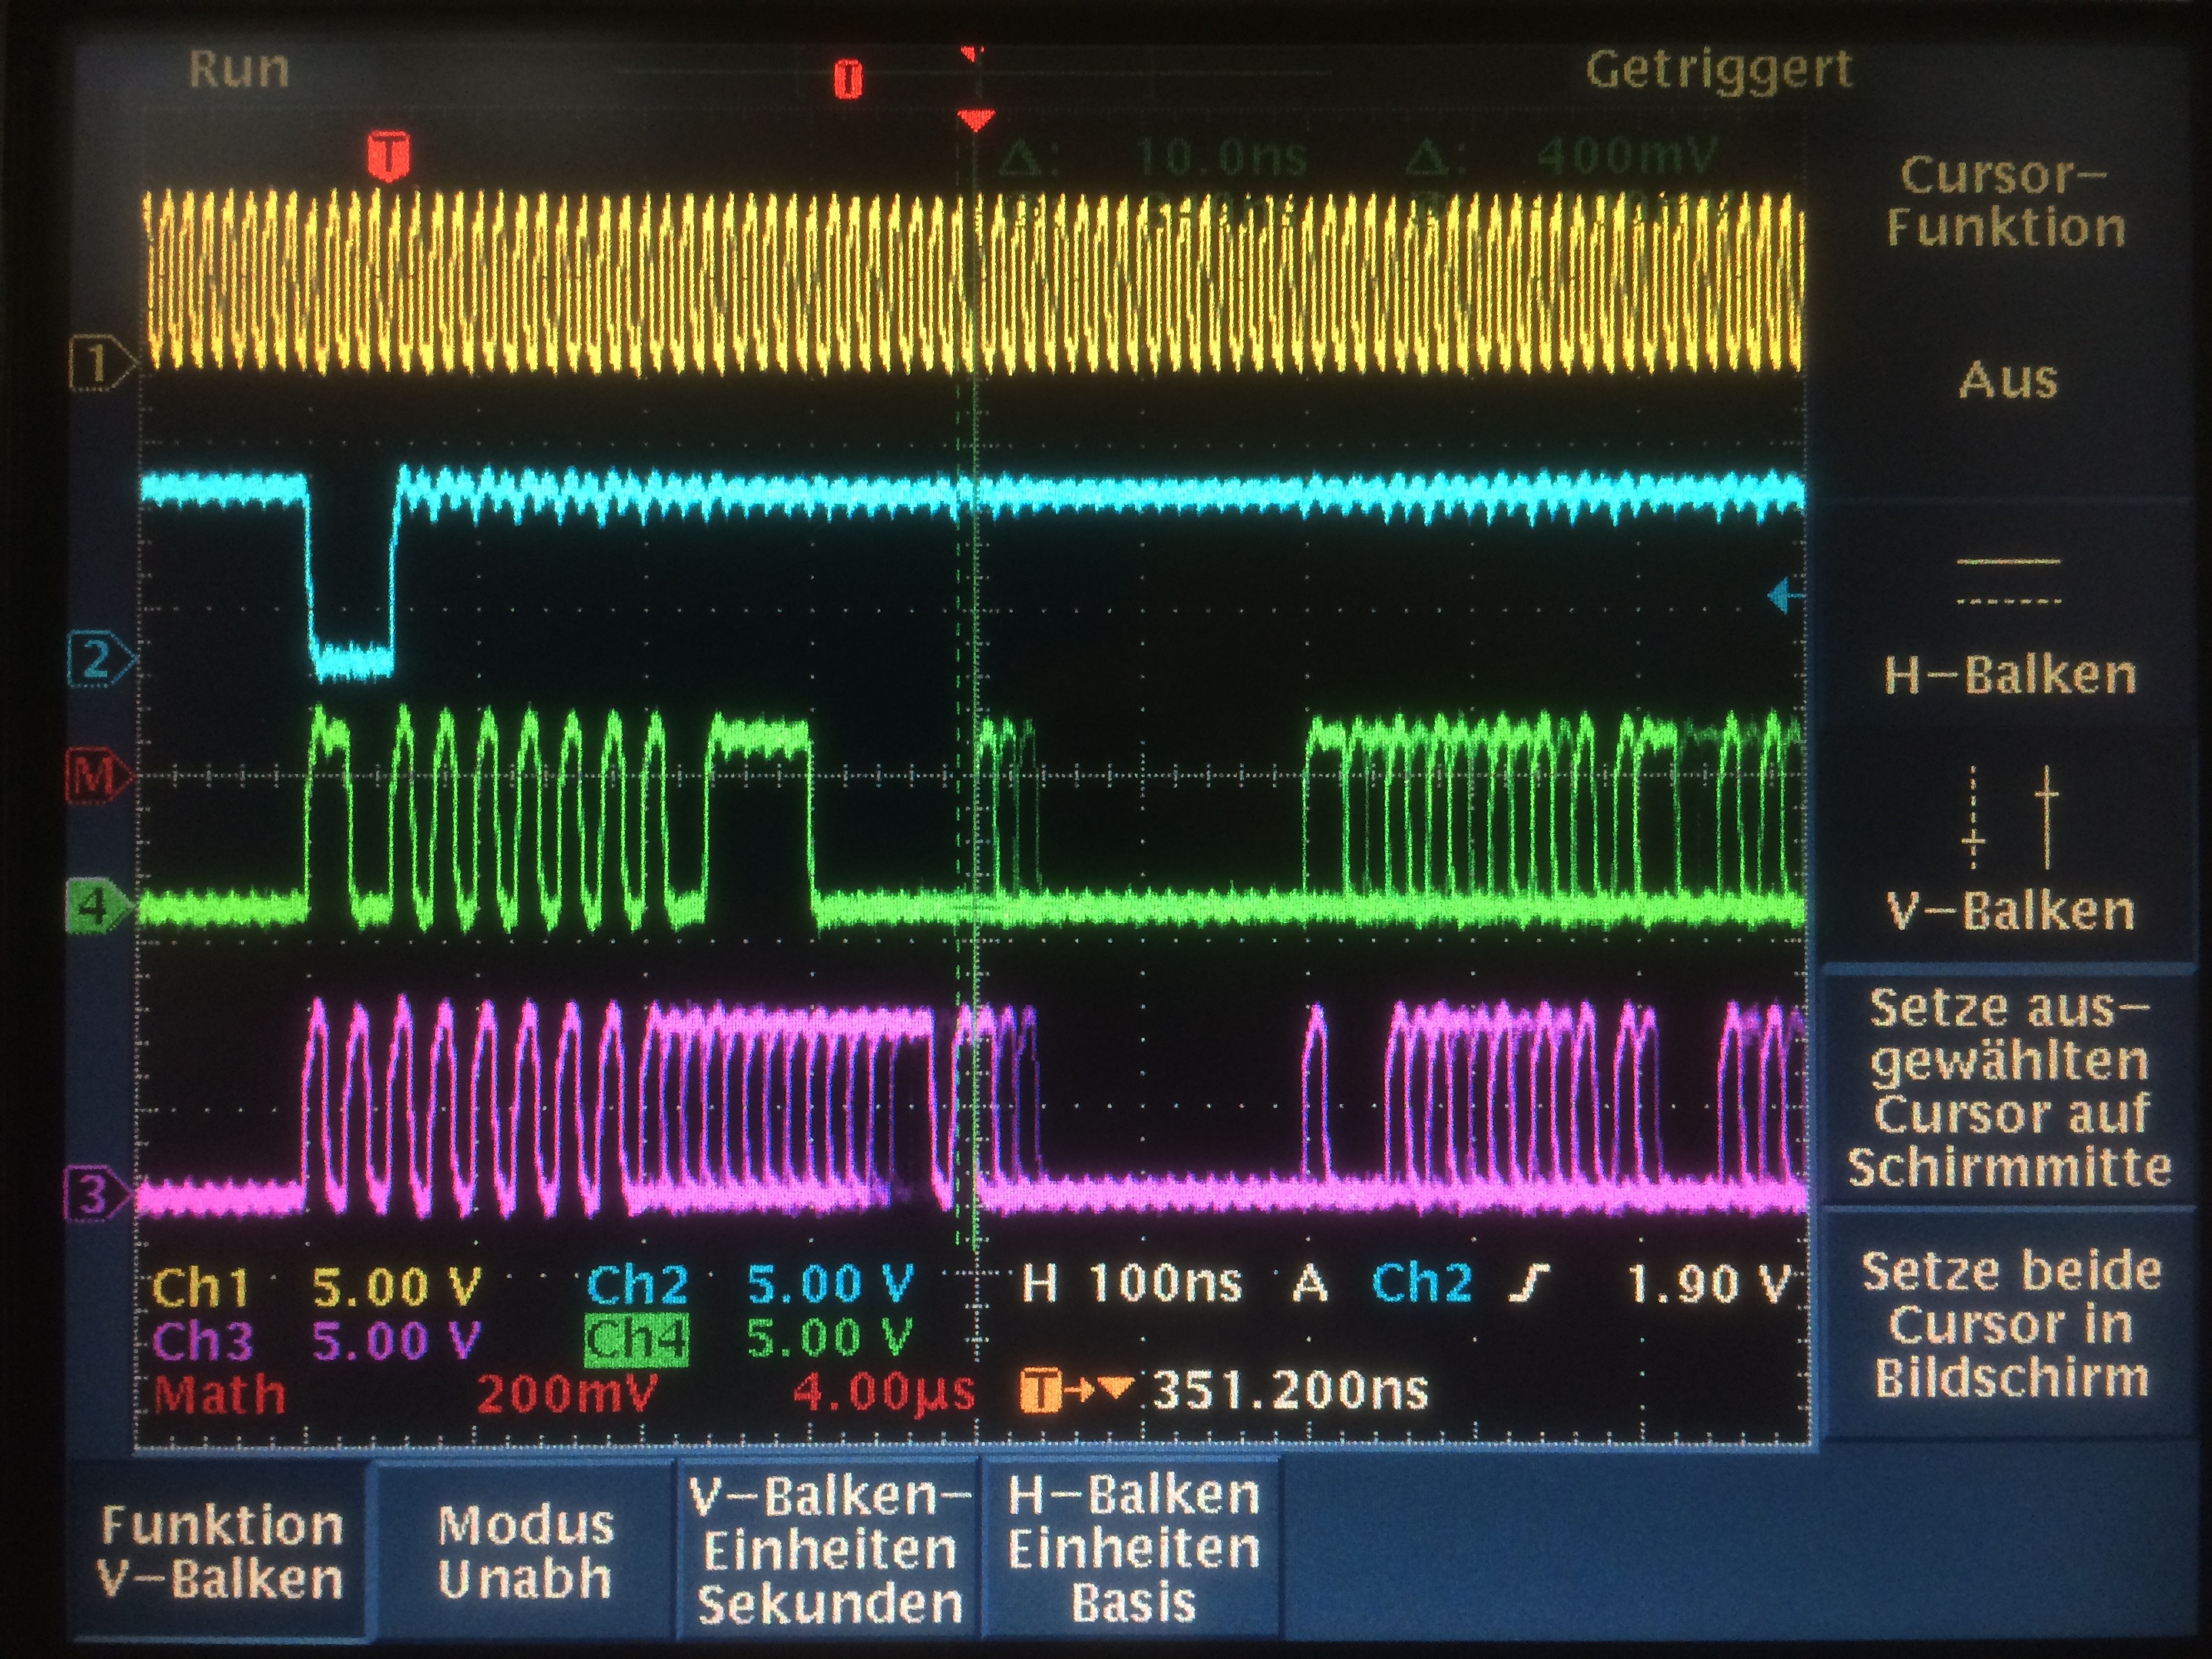 Run
T
Getriggert
T
Δ: 10.0ns Δ: 400mV
1
2
M
4
3
Ch1 5.00 V Ch2 5.00 V H 100ns A Ch2 1.90 V
Ch3 5.00 V Ch4 5.00 V
Math 200mV 4.00µs T 351.200ns
Cursor-
Funktion
Aus
H-Balken
V-Balken
Setze aus-
gewählten
Cursor auf
Schirmmitte
Setze beide
Cursor in
Bildschirm
Funktion
V-Balken
Modus
Unabh
V-Balken-
Einheiten
Sekunden
H-Balken
Einheiten
Basis